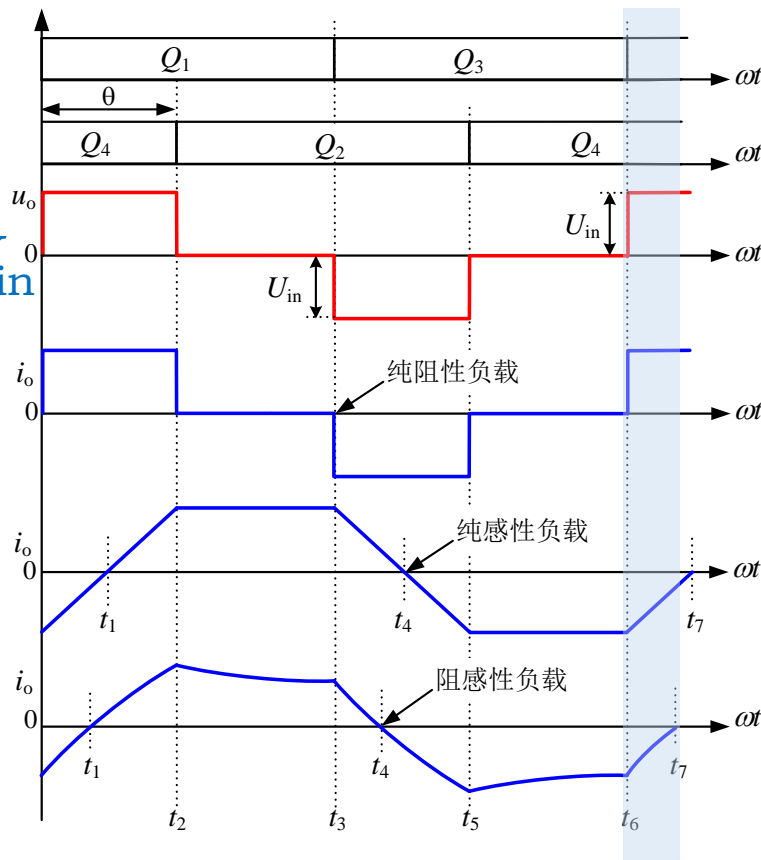 Q1 Q3 ωt
θ
Q4 Q2 Q4 ωt
uo
Uin
0
in
Uin
io 纯阻性负载
0 ωt
io 纯感性负载
0 ωt
t1 t4 t7
io 阻感性负载
0 ωt
t1 t4 t7
t2 t3 t5 t6